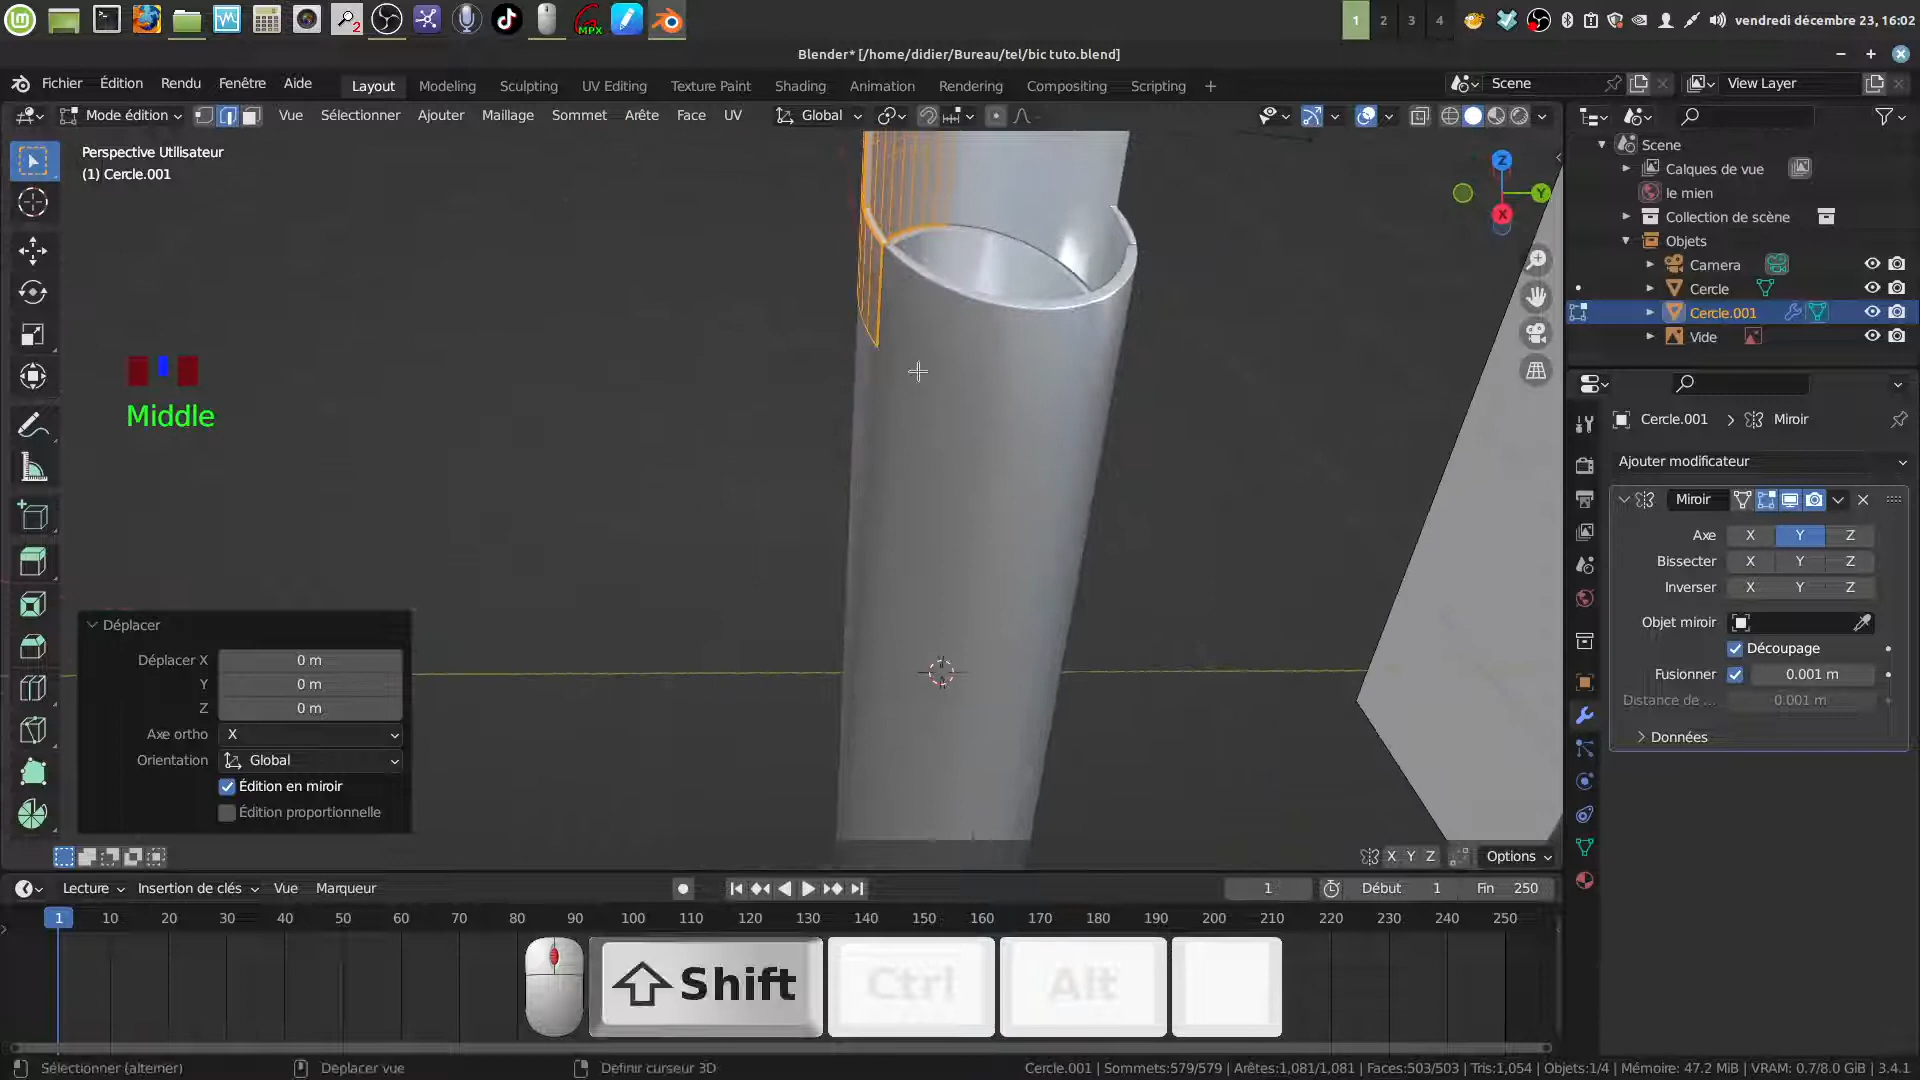 2
MPX
1
2
3
4
vendredi décembre 23, 16:02
Blender* [/home/didier/Bureau/tel/bic tuto.blend]
Fichier
Édition
Rendu
Fenêtre
Aide
Layout
Modeling
Sculpting
UV Editing
Texture Paint
Shading
Animation
Rendering
Compositing
Scripting
+
Scene
View Layer
Mode édition
Vue
Sélectionner
Ajouter
Maillage
Sommet
Arête
Face
UV
Global
Perspective Utilisateur
(1) Cercle.001
Z
Y
X
Middle
Déplacer
Déplacer X 0 m
Y 0 m
Z 0 m
Axe ortho X
Orientation Global
Édition en miroir
Édition proportionnelle
X Y Z
Options
Scene
Calques de vue
le mien
Collection de scène
Objets
Camera
Cercle
Cercle.001
Vide
Cercle.001 > Miroir
Ajouter modificateur
Miroir
Axe X Y Z
Bissecter X Y Z
Inverser X Y Z
Objet miroir
Découpage
Fusionner 0.001 m
Distance de ... 0.001 m
Données
Lecture
Insertion de clés
Vue
Marqueur
1
Début 1
Fin 250
1 10 20 30 40 50 60 70 80 90 100 110 120 130 140 150 160 170 180 190 200 210 220 230 240 250
Shift
Ctrl
Alt
Sélectionner (alterner)
Déplacer vue
Définir curseur 3D
Cercle.001 | Sommets:579/579 | Arêtes:1,081/1,081 | Faces:503/503 | Tris:1,054 | Objets:1/4 | Mémoire: 47.2 MiB | VRAM: 0.7/8.0 GiB | 3.4.1